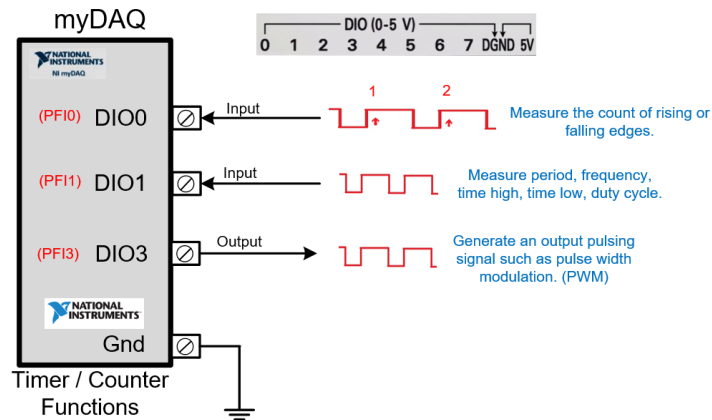 myDAQ
DIO (0-5 V)
0 1 2 3 4 5 6 7 DGND 5V
NATIONAL
INSTRUMENTS
NI myDAQ
(PFI0) DIO0
Input
1 2
Measure the count of rising or
falling edges.
(PFI1) DIO1
Input
Measure period, frequency,
time high, time low, duty cycle.
(PFI3) DIO3
Output
Generate an output pulsing
signal such as pulse width
modulation. (PWM)
NATIONAL
INSTRUMENTS
Gnd
Timer / Counter
Functions